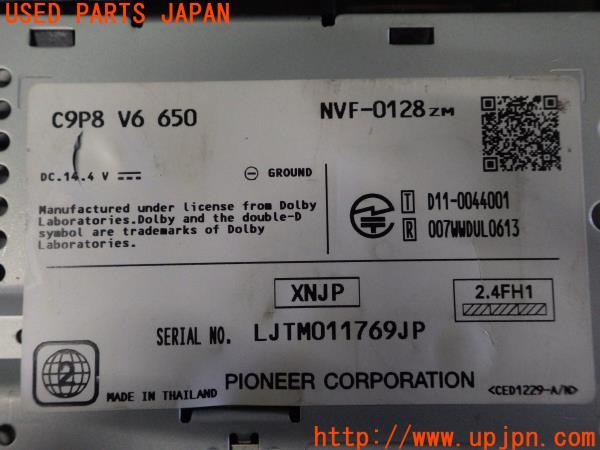 USED PARTS JAPAN
C9P8 V6 650
NVF-0128ZM
DC.14.4 V
GROUND
Manufactured under license from Dolby
Laboratories.Dolby and the double-D
symbol are trademarks of Dolby
Laboratories.
T D11-0044001
R 007WWDUL0613
XNJP
2.4FH1
SERIAL NO. LJTM011769JP
2
MADE IN THAILAND
PIONEER CORPORATION
<CED1229-A/N>
http://www.upjpn.com/